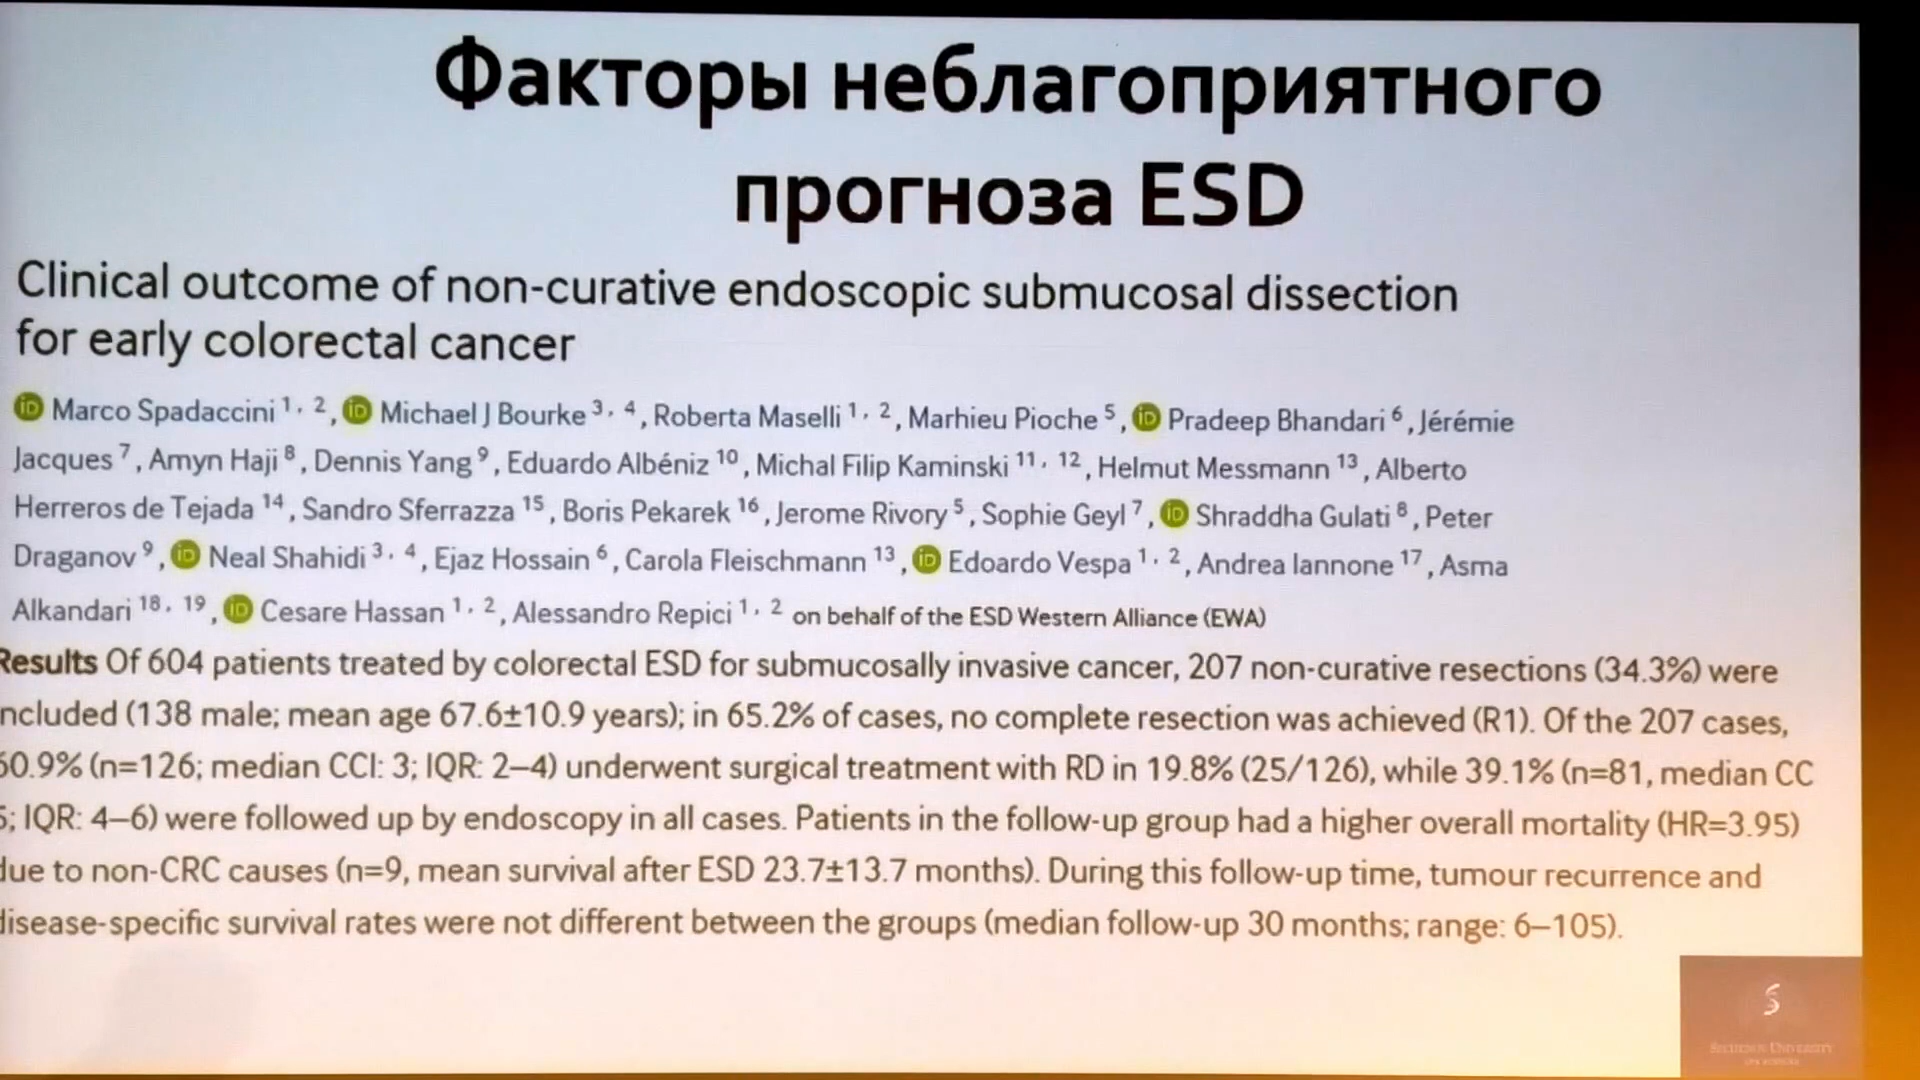 Факторы неблагоприятного
прогноза ESD
Clinical outcome of non-curative endoscopic submucosal dissection
for early colorectal cancer
iD Marco Spadaccini 1, 2, iD Michael J Bourke 3, 4, Roberta Maselli 1, 2, Marhieu Pioche 5, iD Pradeep Bhandari 6, Jérémie
Jacques 7, Amyn Haji 8, Dennis Yang 9, Eduardo Albéniz 10, Michal Filip Kaminski 11, 12, Helmut Messmann 13, Alberto
Herreros de Tejada 14, Sandro Sferrazza 15, Boris Pekarek 16, Jerome Rivory 5, Sophie Geyl 7, iD Shraddha Gulati 8, Peter
Draganov 9, iD Neal Shahidi 3, 4, Ejaz Hossain 6, Carola Fleischmann 13, iD Edoardo Vespa 1, 2, Andrea Iannone 17, Asma
Alkandari 18, 19, iD Cesare Hassan 1, 2, Alessandro Repici 1, 2 on behalf of the ESD Western Alliance (EWA)
Results Of 604 patients treated by colorectal ESD for submucosally invasive cancer, 207 non-curative resections (34.3%) were
ncluded (138 male; mean age 67.6±10.9 years); in 65.2% of cases, no complete resection was achieved (R1). Of the 207 cases,
60.9% (n=126; median CCI: 3; IQR: 2–4) underwent surgical treatment with RD in 19.8% (25/126), while 39.1% (n=81, median CC
5; IQR: 4–6) were followed up by endoscopy in all cases. Patients in the follow-up group had a higher overall mortality (HR=3.95)
due to non-CRC causes (n=9, mean survival after ESD 23.7±13.7 months). During this follow-up time, tumour recurrence and
disease-specific survival rates were not different between the groups (median follow-up 30 months; range: 6–105).
Sechenov University